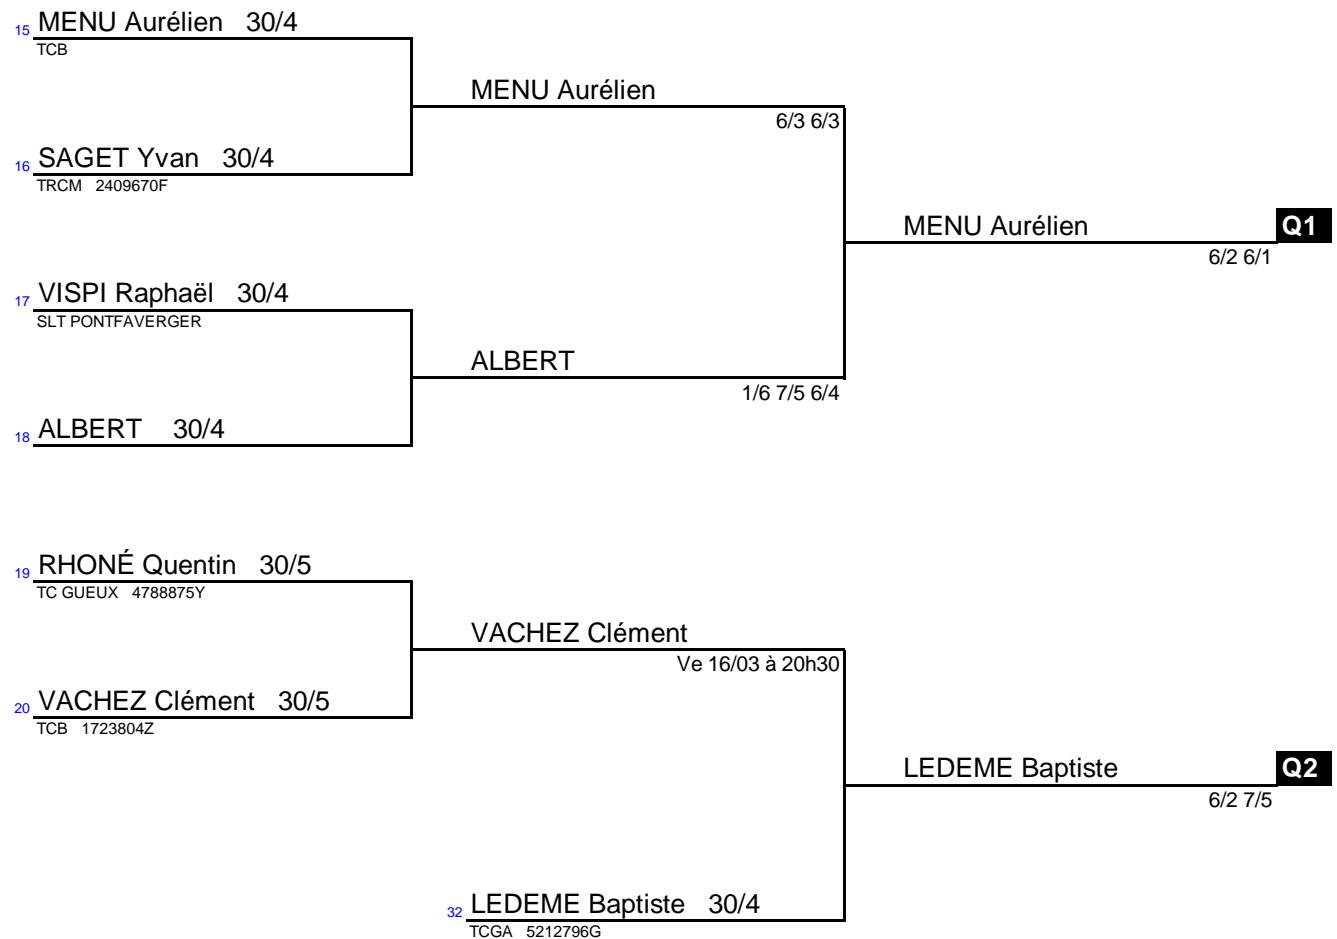 15 MENU Aurélien 30/4
TCB
MENU Aurélien
6/3 6/3
16 SAGET Yvan 30/4
TRCM 2409670F
MENU Aurélien Q1
6/2 6/1
17 VISPI Raphaël 30/4
SLT PONTFAVERGER
ALBERT
1/6 7/5 6/4
18 ALBERT 30/4
19 RHONÉ Quentin 30/5
TC GUEUX 4788875Y
VACHEZ Clément
Ve 16/03 à 20h30
20 VACHEZ Clément 30/5
TCB 1723804Z
LEDEME Baptiste Q2
6/2 7/5
32 LEDEME Baptiste 30/4
TCGA 5212796G